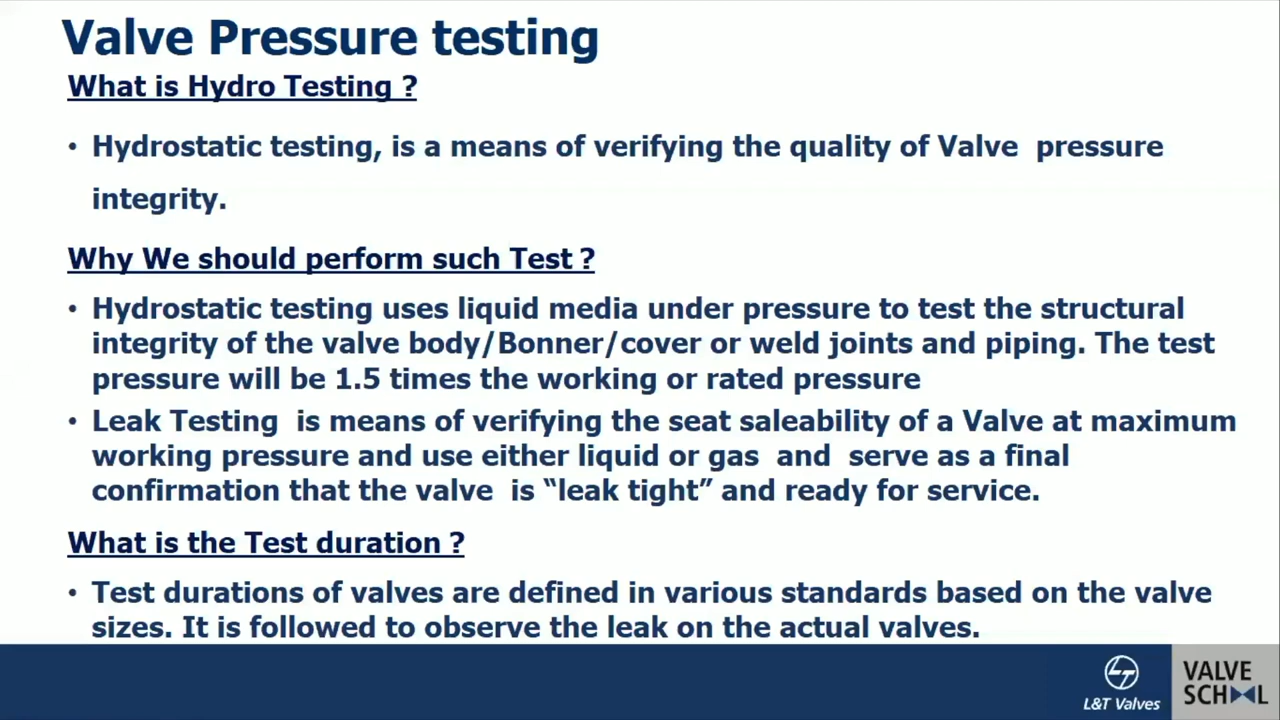 Valve Pressure testing
What is Hydro Testing ?
• Hydrostatic testing, is a means of verifying the quality of Valve pressure
integrity.
Why We should perform such Test ?
• Hydrostatic testing uses liquid media under pressure to test the structural
integrity of the valve body/Bonner/cover or weld joints and piping. The test
pressure will be 1.5 times the working or rated pressure
• Leak Testing is means of verifying the seat saleability of a Valve at maximum
working pressure and use either liquid or gas and serve as a final
confirmation that the valve is “leak tight” and ready for service.
What is the Test duration ?
• Test durations of valves are defined in various standards based on the valve
sizes. It is followed to observe the leak on the actual valves.
L&T Valves
VALVE
SCHOOL